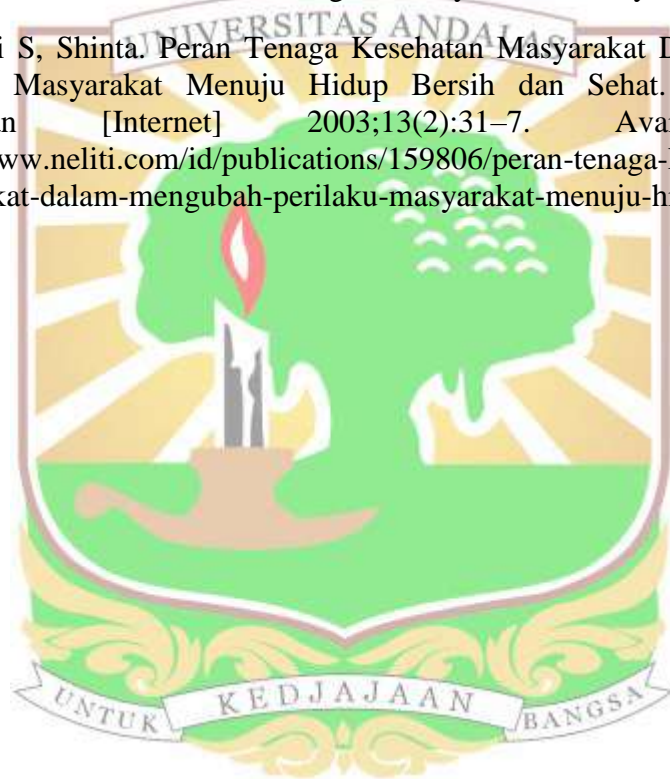 UNIVERSITAS ANDALAS
i S, Shinta. Peran Tenaga Kesehatan Masyarakat D
Masyarakat Menuju Hidup Bersih dan Sehat.
n [Internet] 2003;13(2):31–7. Ava
ww.neliti.com/id/publications/159806/peran-tenaga-
kat-dalam-mengubah-perilaku-masyarakat-menuju-h
UNTUK KEDJAJAAN BANGSA